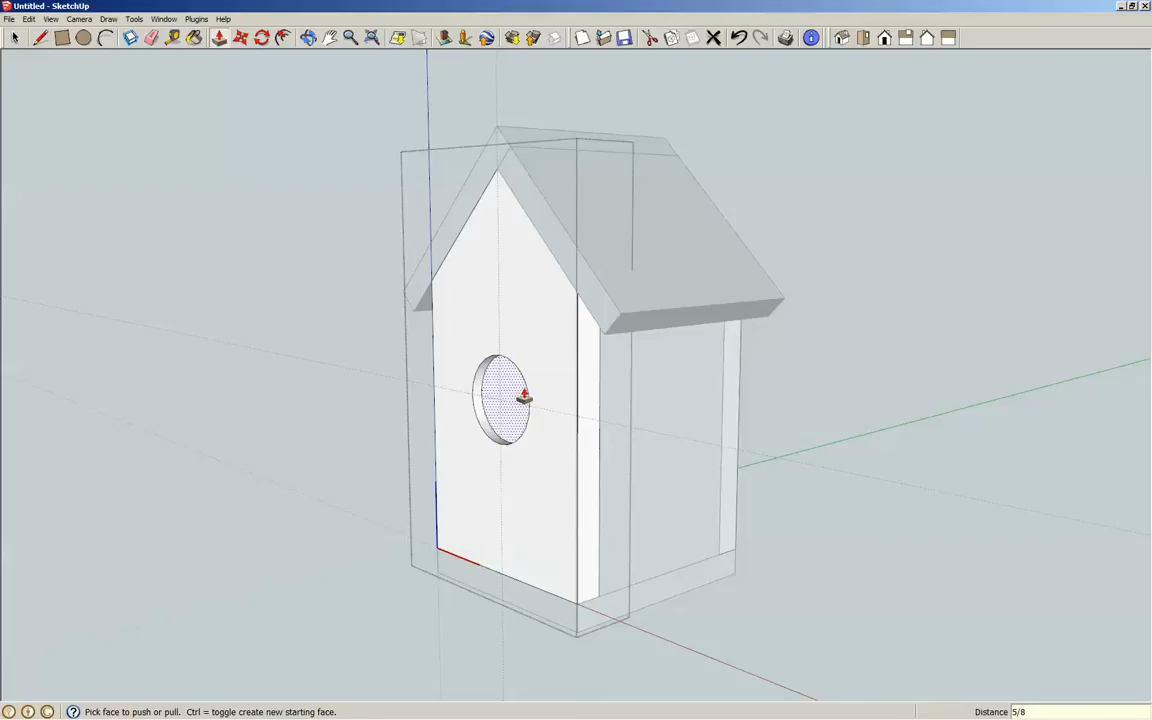 Untitled - SketchUp
File Edit View Camera Draw Tools Window Plugins Help
Pick face to push or pull. Ctrl = toggle create new starting face. Distance 5/8